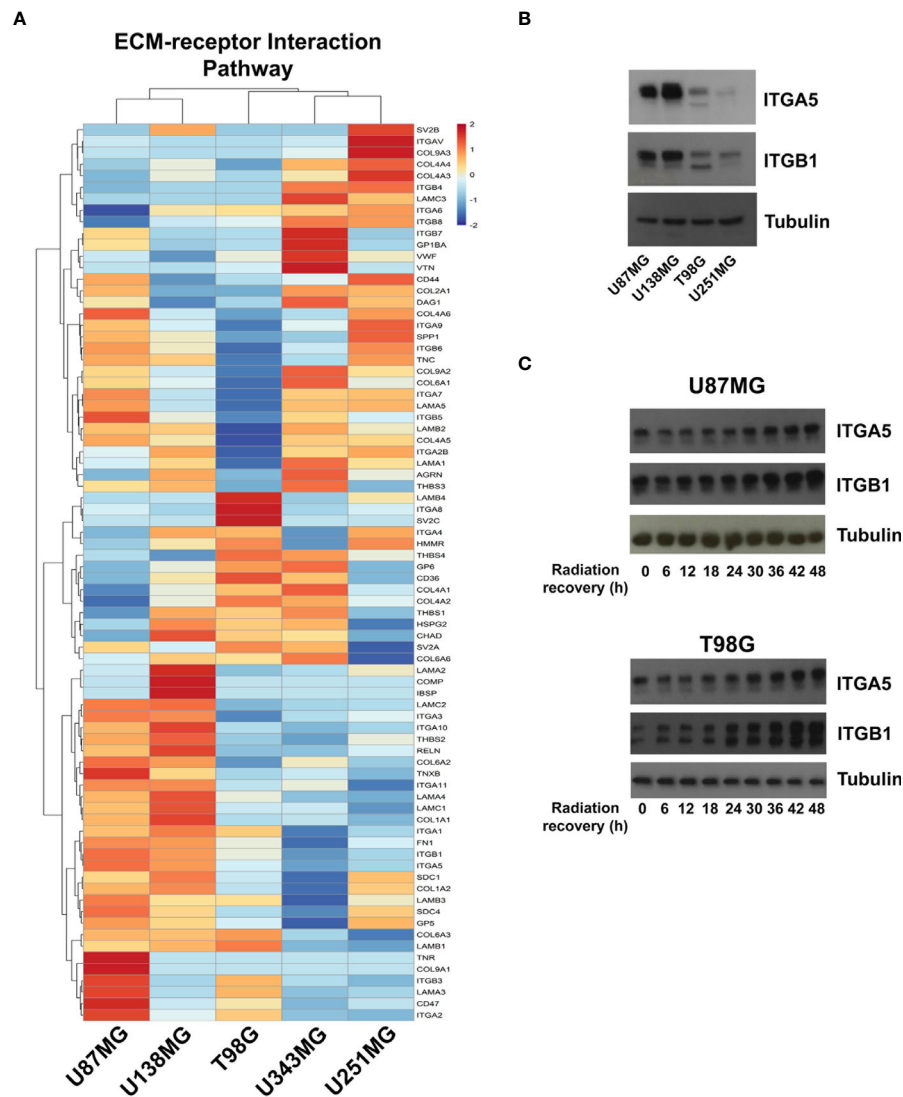 A
ECM-receptor Interaction
Pathway
2
1
0
-1
-2
SV2B
ITGAV
COL9A3
COL4A4
COL4A3
ITGB4
LAMC3
ITGA6
ITGB8
ITGB7
GP1BA
VWF
VTN
CD44
COL2A1
DAG1
COL4A6
ITGA9
SPP1
ITGB6
TNC
COL9A2
COL6A1
ITGA7
LAMA5
ITGB5
LAMB2
COL4A5
ITGA2B
LAMA1
AGRN
THBS3
LAMB4
ITGA8
SV2C
ITGA4
HMMR
THBS4
GP6
CD36
COL4A1
COL4A2
THBS1
HSPG2
CHAD
SV2A
COL6A6
LAMA2
COMP
IBSP
LAMC2
ITGA3
ITGA10
THBS2
RELN
COL6A2
TNXB
ITGA11
LAMA4
LAMC1
COL1A1
ITGA1
FN1
ITGB1
ITGA5
SDC1
COL1A2
LAMB3
SDC4
GP5
COL6A3
LAMB1
TNR
COL9A1
ITGB3
LAMA3
CD47
ITGA2
U87MG U138MG T98G U343MG U251MG
B
ITGA5
ITGB1
Tubulin
U87MG U138MG T98G U251MG
C
U87MG
ITGA5
ITGB1
Tubulin
Radiation
recovery (h) 0 6 12 18 24 30 36 42 48
T98G
ITGA5
ITGB1
Tubulin
Radiation
recovery (h) 0 6 12 18 24 30 36 42 48